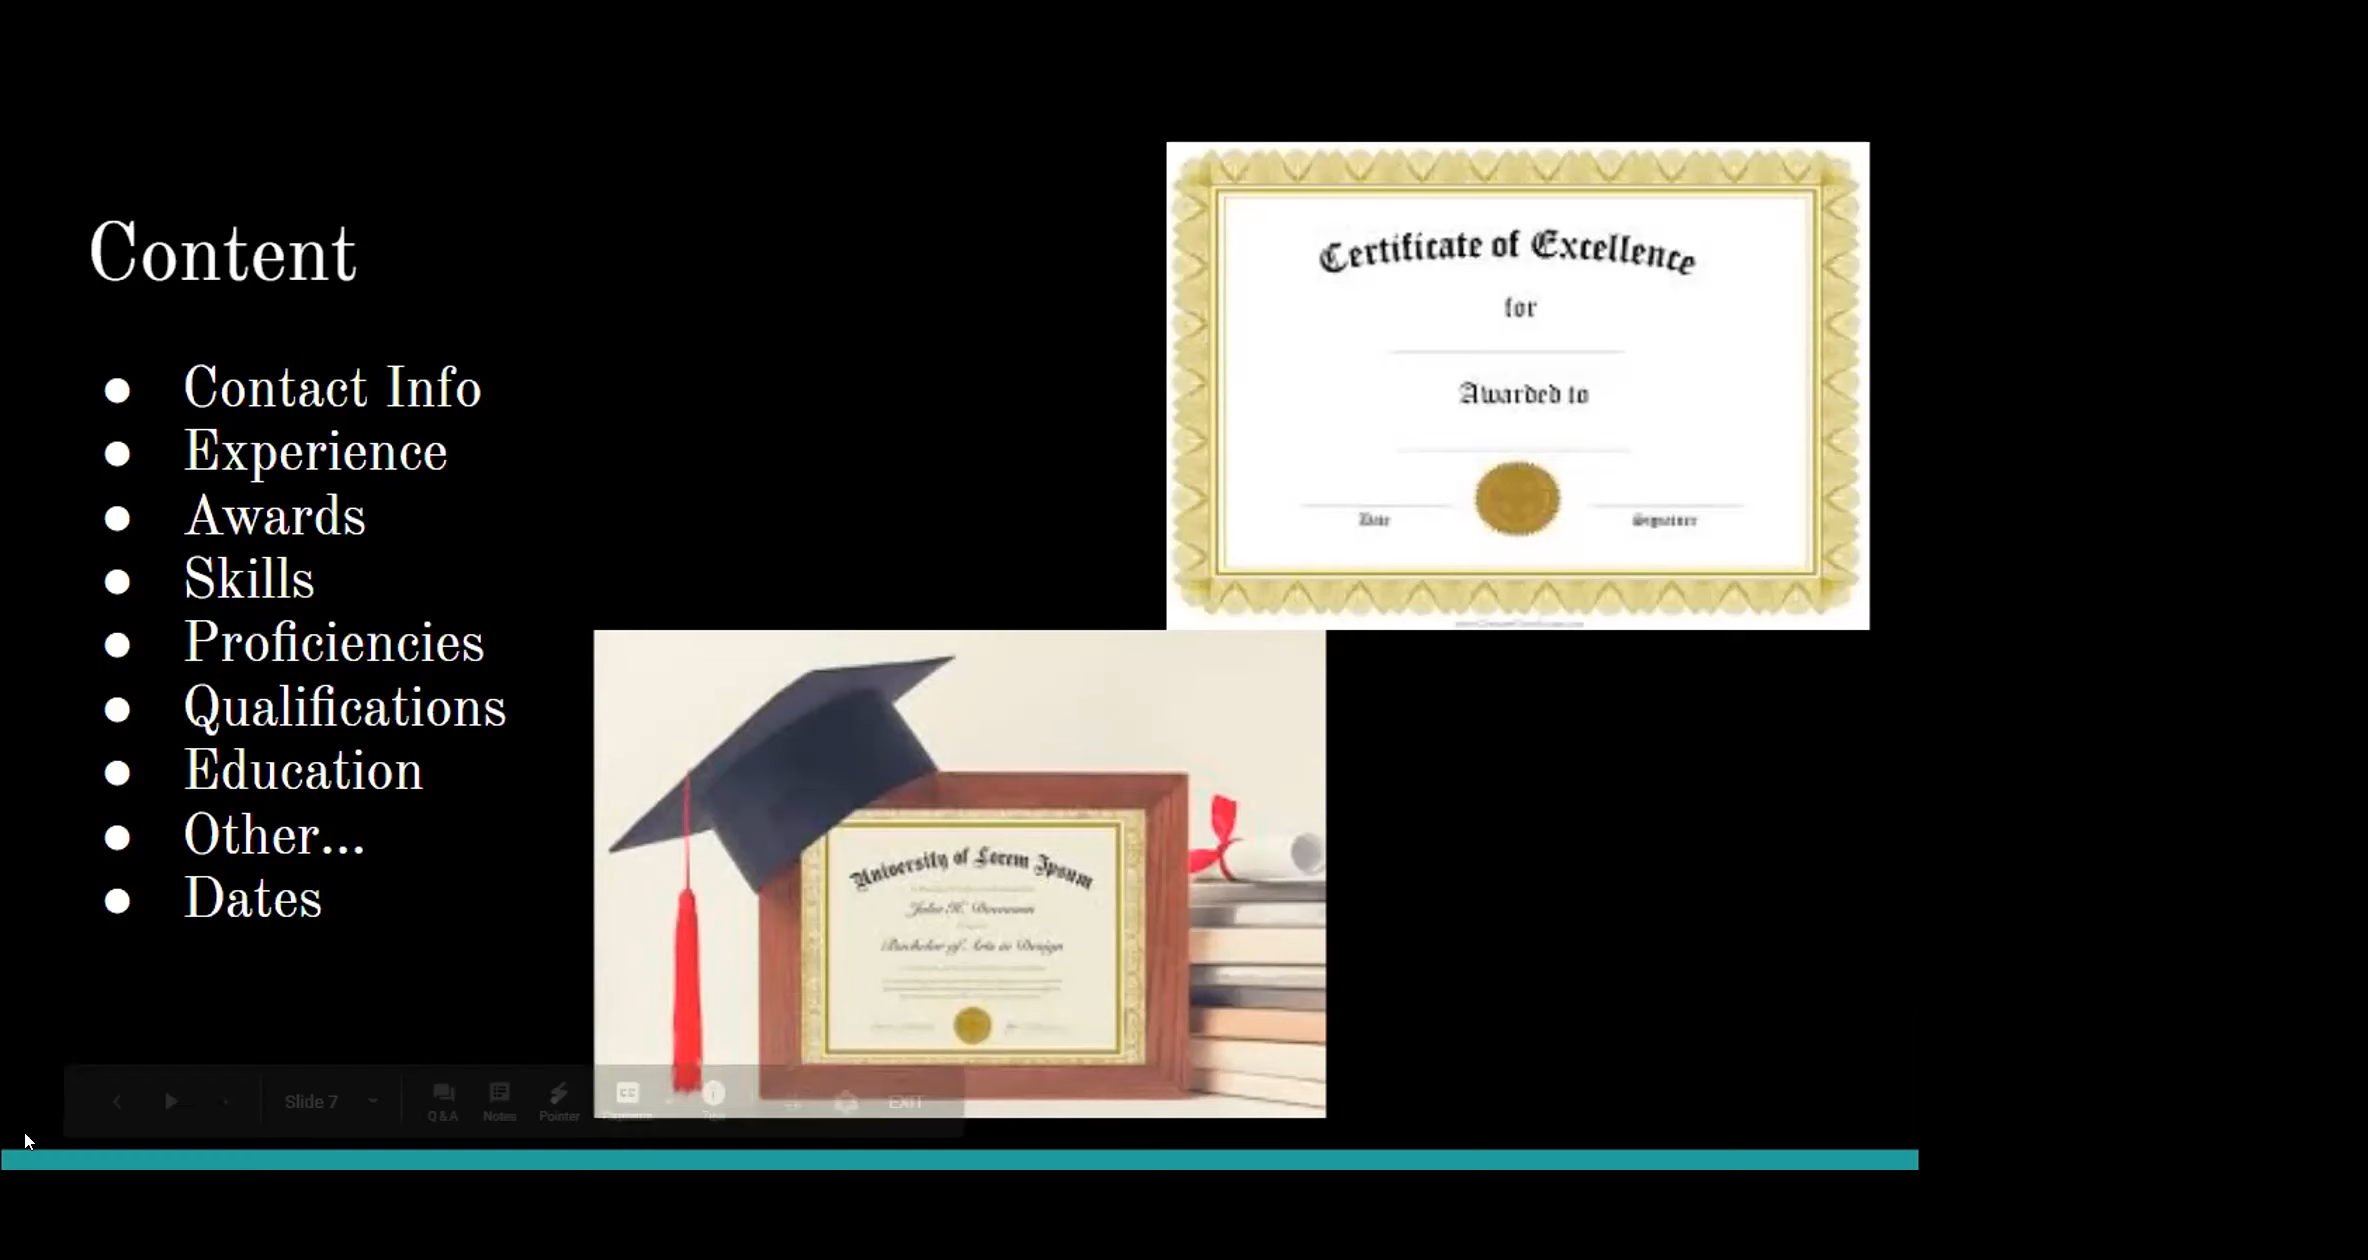 Content
● Contact Info
● Experience
● Awards
● Skills
● Proficiencies
● Qualifications
● Education
● Other...
● Dates
Certificate of Excellence
for
Awarded to
Date
Signature
University of Lorem Ipsum
Bachelor of Arts in Design
Slide 7
Q&A
Notes
Pointer
Captions
EXIT